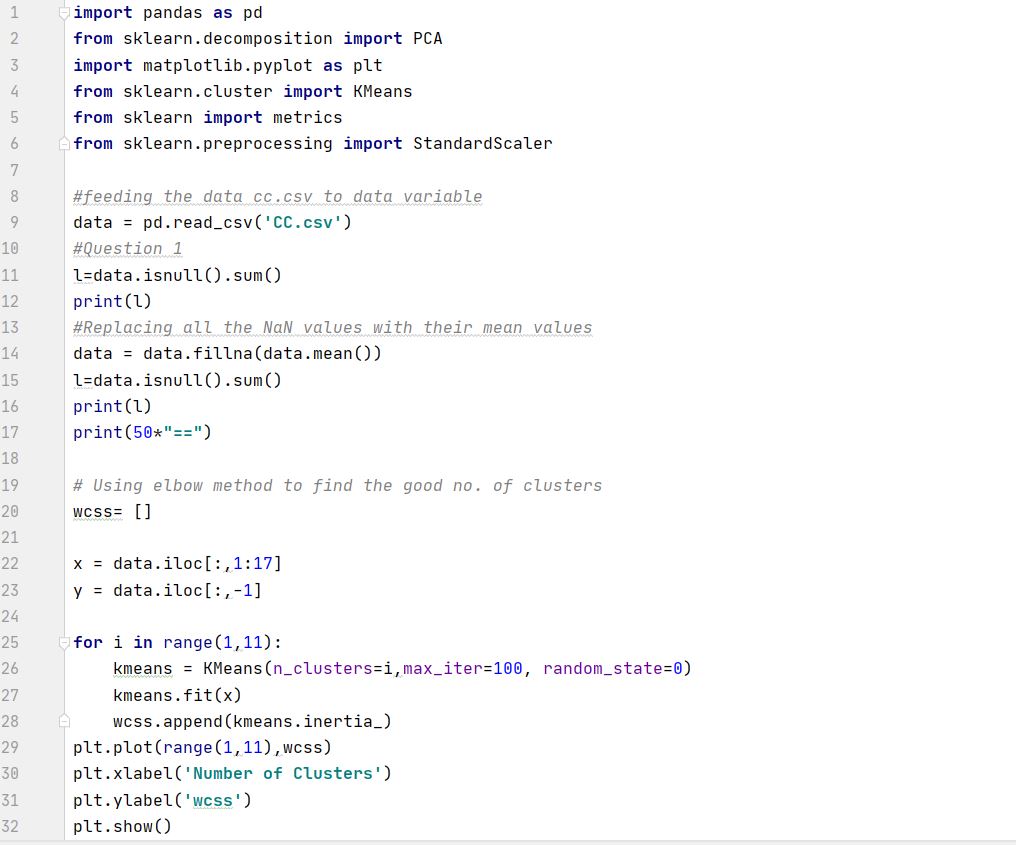 1 import pandas as pd
2 from sklearn.decomposition import PCA
3 import matplotlib.pyplot as plt
4 from sklearn.cluster import KMeans
5 from sklearn import metrics
6 from sklearn.preprocessing import StandardScaler
7
8 #feeding the data cc.csv to data variable
9 data = pd.read_csv('CC.csv')
10 #Question 1
11 l=data.isnull().sum()
12 print(l)
13 #Replacing all the NaN values with their mean values
14 data = data.fillna(data.mean())
15 l=data.isnull().sum()
16 print(l)
17 print(50*"==")
18
19 # Using elbow method to find the good no. of clusters
20 wcss= []
21
22 x = data.iloc[:,1:17]
23 y = data.iloc[:,-1]
24
25 for i in range(1,11):
26     kmeans = KMeans(n_clusters=i,max_iter=100, random_state=0)
27     kmeans.fit(x)
28     wcss.append(kmeans.inertia_)
29 plt.plot(range(1,11),wcss)
30 plt.xlabel('Number of Clusters')
31 plt.ylabel('wcss')
32 plt.show()